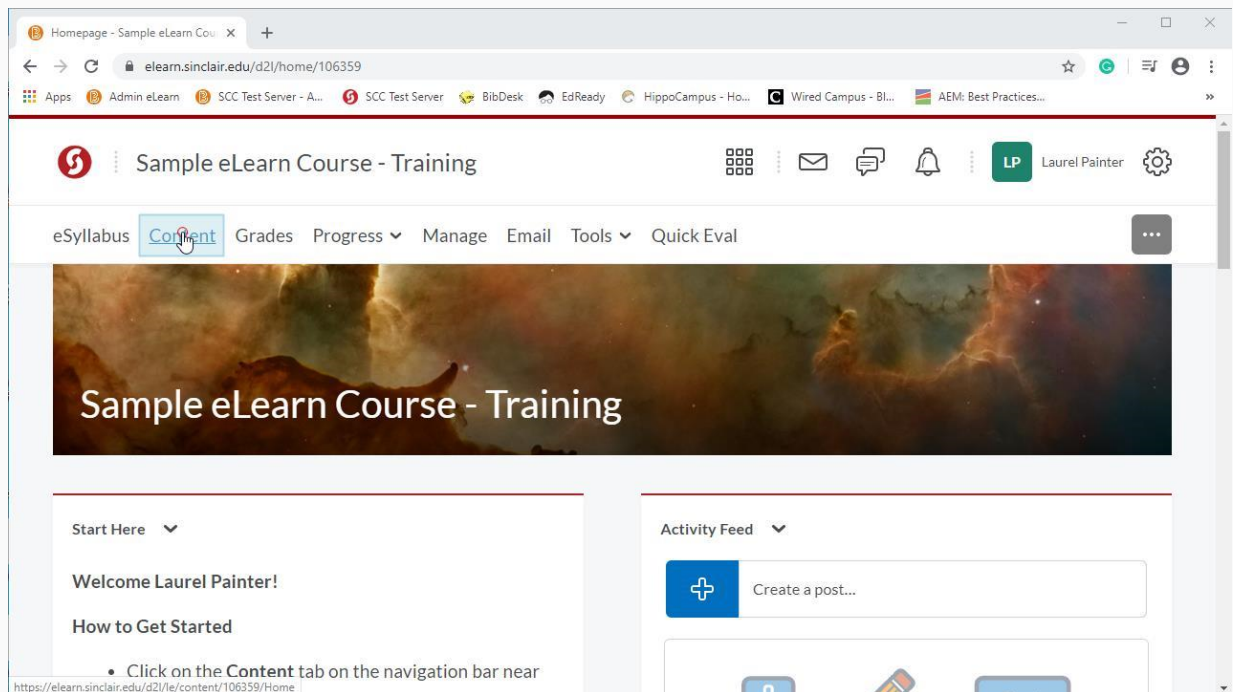 Homepage - Sample eLearn Cou
elearn.sinclair.edu/d2l/home/106359
Apps Admin eLearn SCC Test Server - A... SCC Test Server BibDesk EdReady HippoCampus - Ho... Wired Campus - Bl... AEM: Best Practices... »
Sample eLearn Course - Training LP Laurel Painter
eSyllabus Content Grades Progress Manage Email Tools Quick Eval
Sample eLearn Course - Training
Start Here
Activity Feed
Welcome Laurel Painter!
Create a post...
How to Get Started
• Click on the Content tab on the navigation bar near
https://elearn.sinclair.edu/d2l/le/content/106359/Home